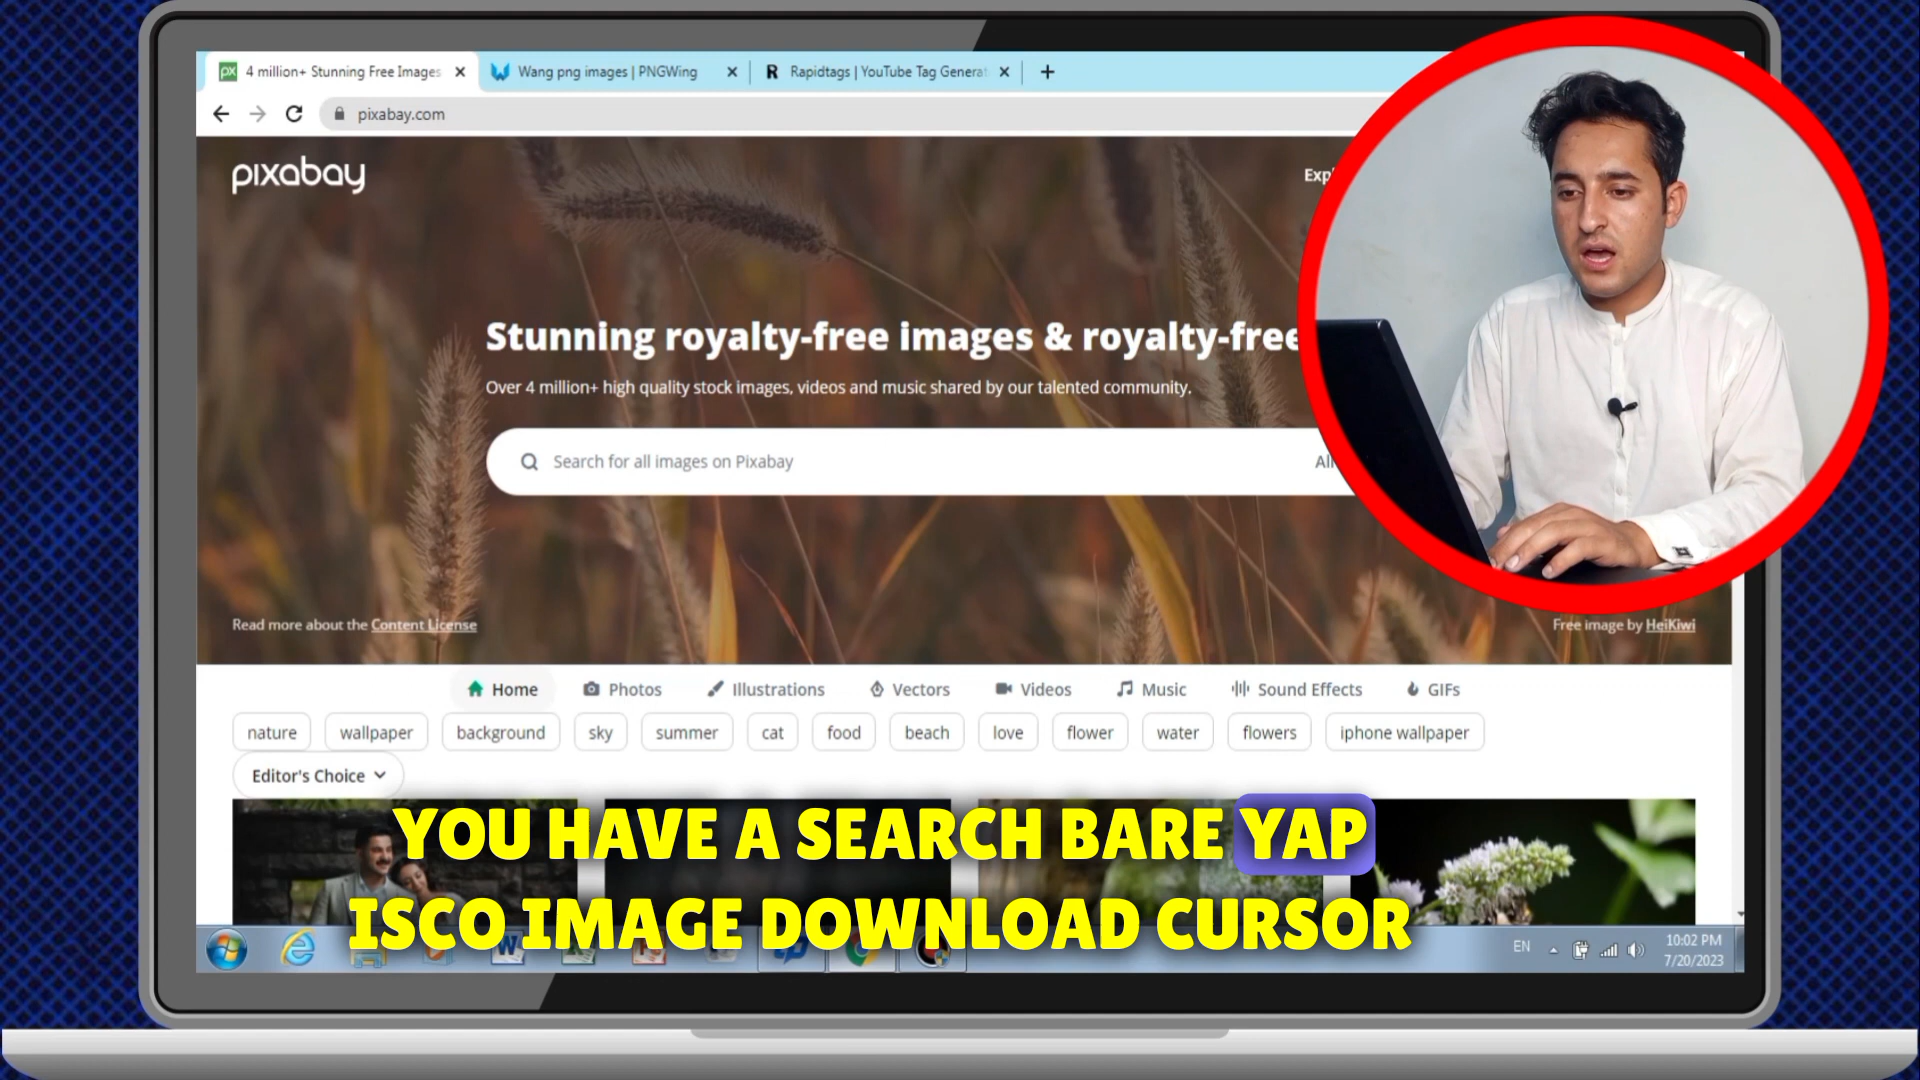 4 million+ Stunning Free Images
Wang png images | PNGWing
Rapidtags | YouTube Tag Generat
pixabay.com
pixabay
Stunning royalty-free images & royalty-free
Over 4 million+ high quality stock images, videos and music shared by our talented community.
Search for all images on Pixabay
Read more about the Content License
Free image by HeiKiwi
Home Photos Illustrations Vectors Videos Music Sound Effects GIFs
nature wallpaper background sky summer cat food beach love flower water flowers iphone wallpaper
Editor's Choice
YOU HAVE A SEARCH BARE YAP
ISCO IMAGE DOWNLOAD CURSOR
EN
10:02 PM
7/20/2023